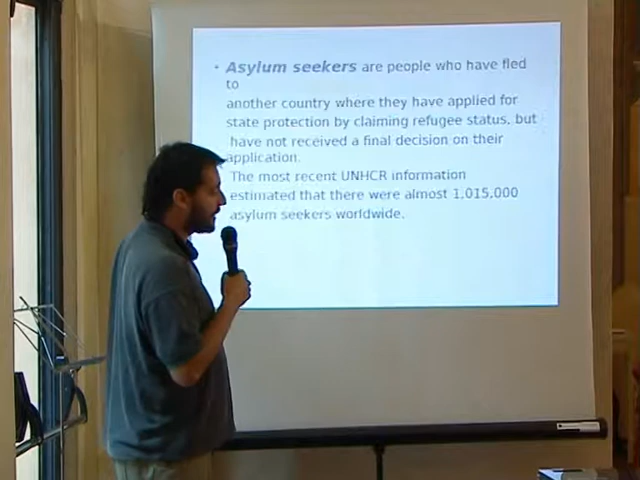 • Asylum seekers are people who have fled
to
another country where they have applied for
state protection by claiming refugee status, but
have not received a final decision on their
application.
The most recent UNHCR information
estimated that there were almost 1.015,000
asylum seekers worldwide.